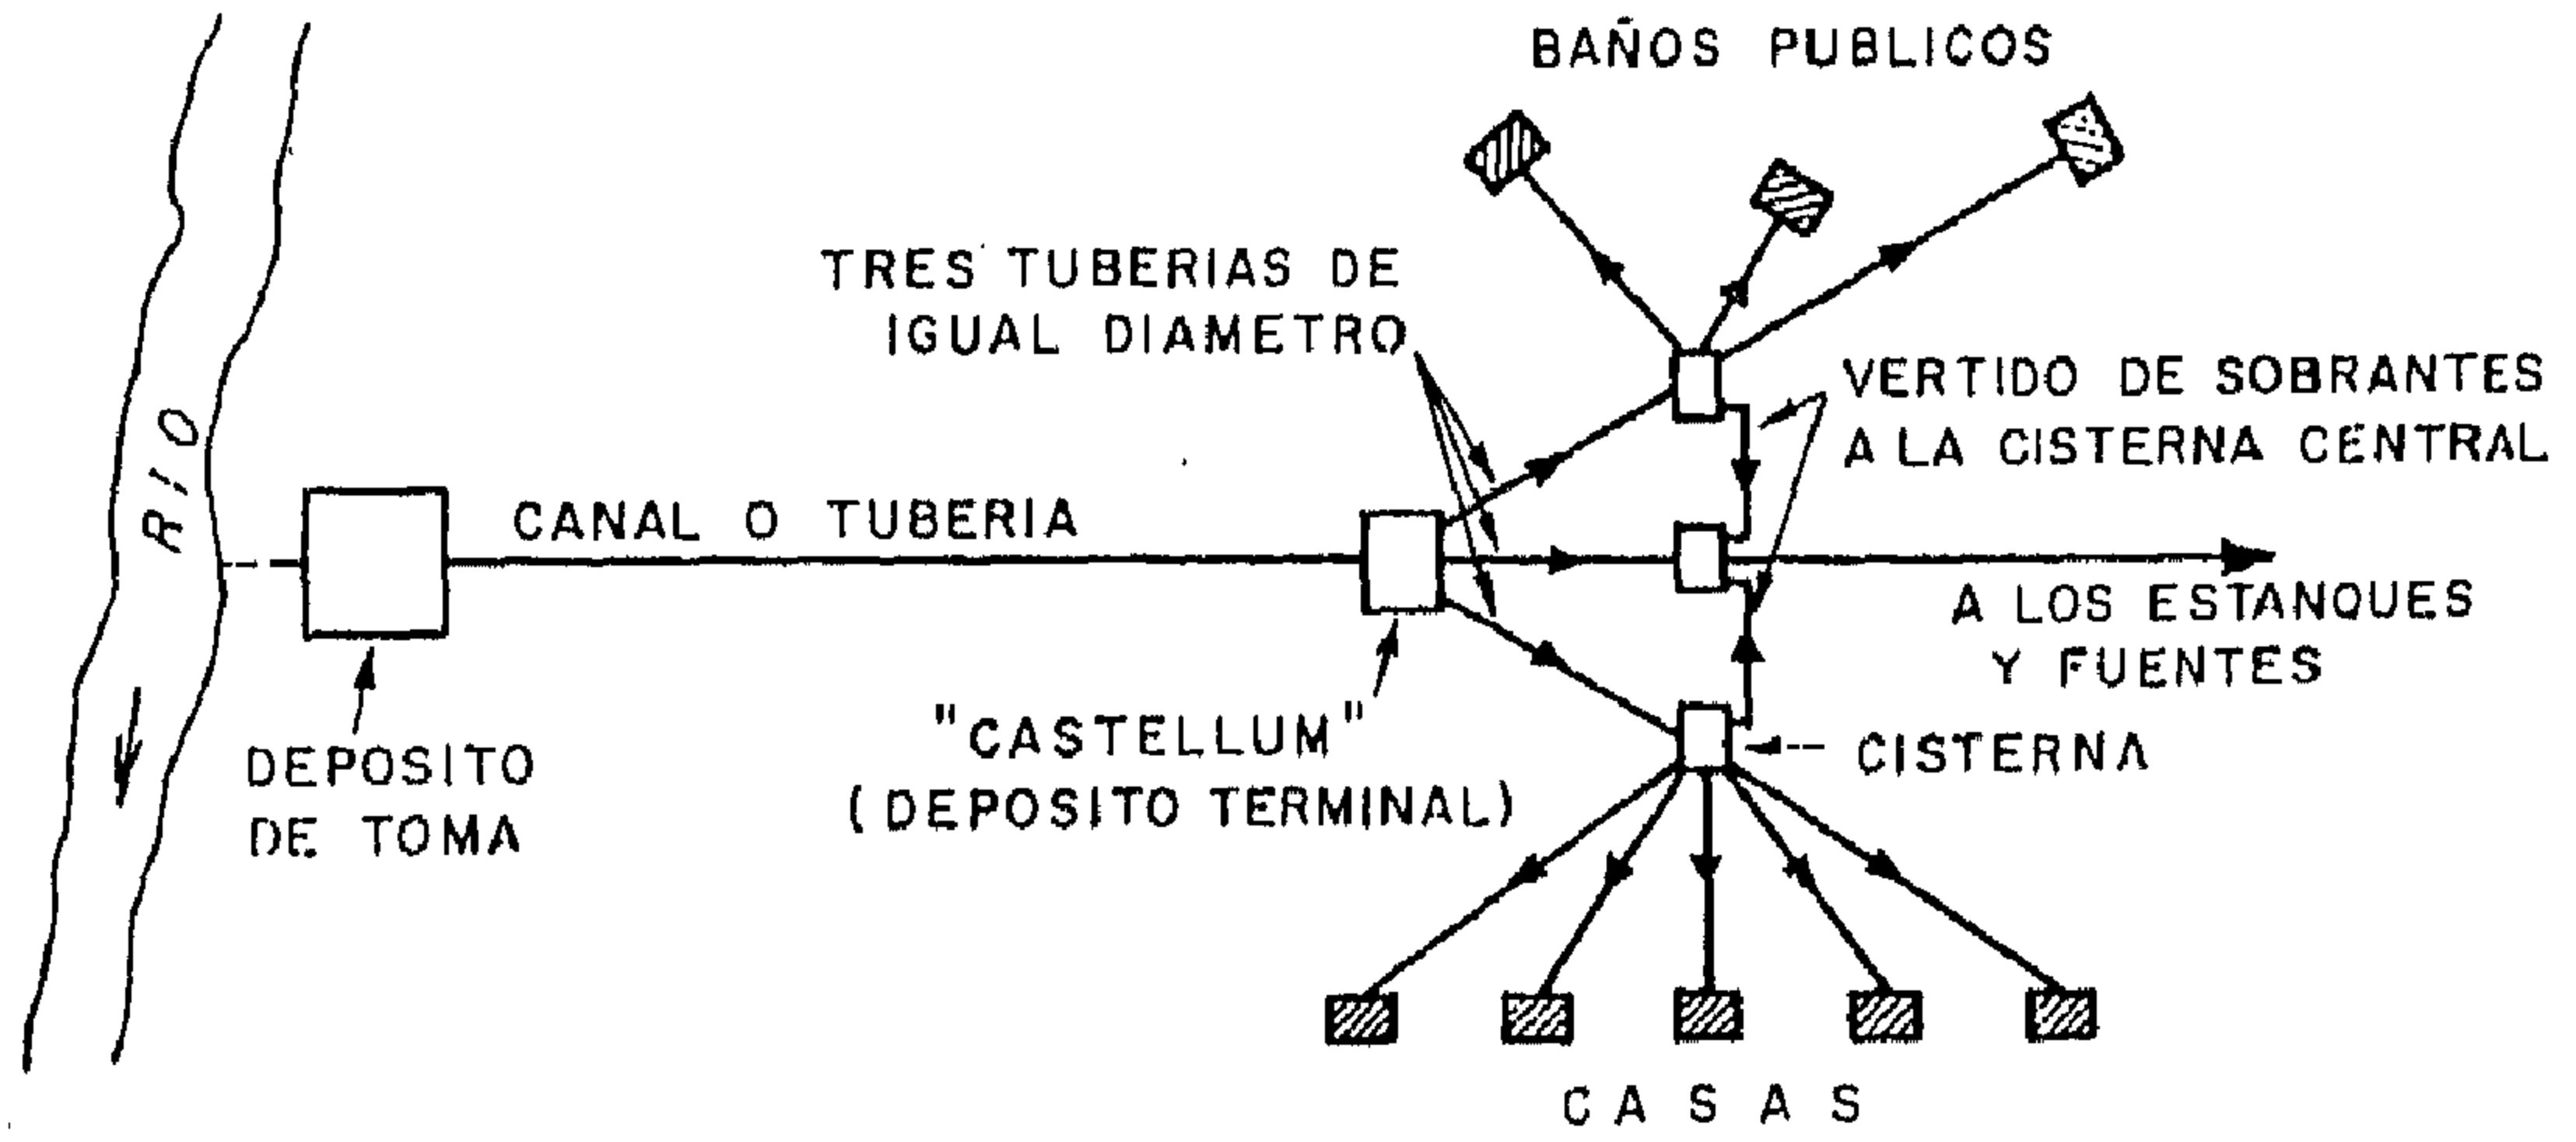 BAÑOS PUBLICOS
TRES TUBERIAS DE
IGUAL DIAMETRO
VERTIDO DE SOBRANTES
A LA CISTERNA CENTRAL
RIO
CANAL O TUBERIA
A LOS ESTANQUES
Y FUENTES
DEPOSITO
DE TOMA
"CASTELLUM"
(DEPOSITO TERMINAL)
CISTERNA
CASAS